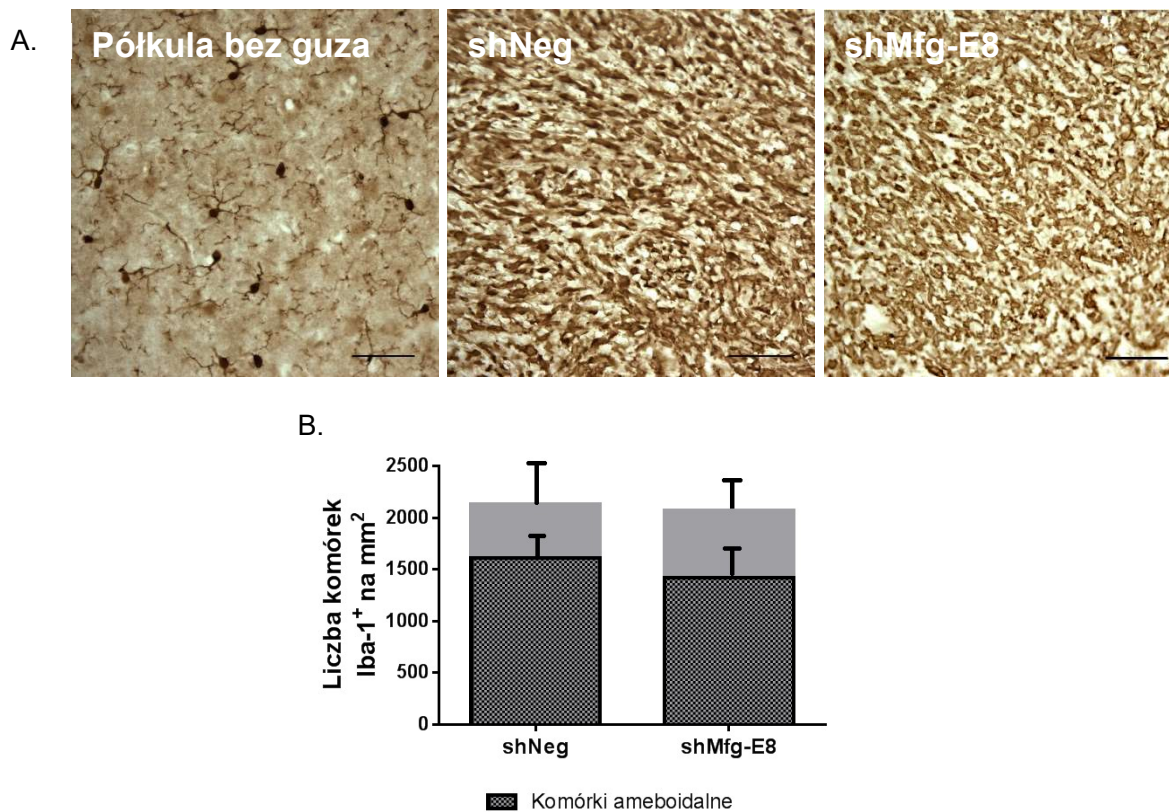 A.
Półkula bez guza
shNeg
shMfg-E8
B.
Liczba komórek
Iba-1⁺ na mm²
2500
2000
1500
1000
500
0
shNeg
shMfg-E8
Komórki ameboidalne